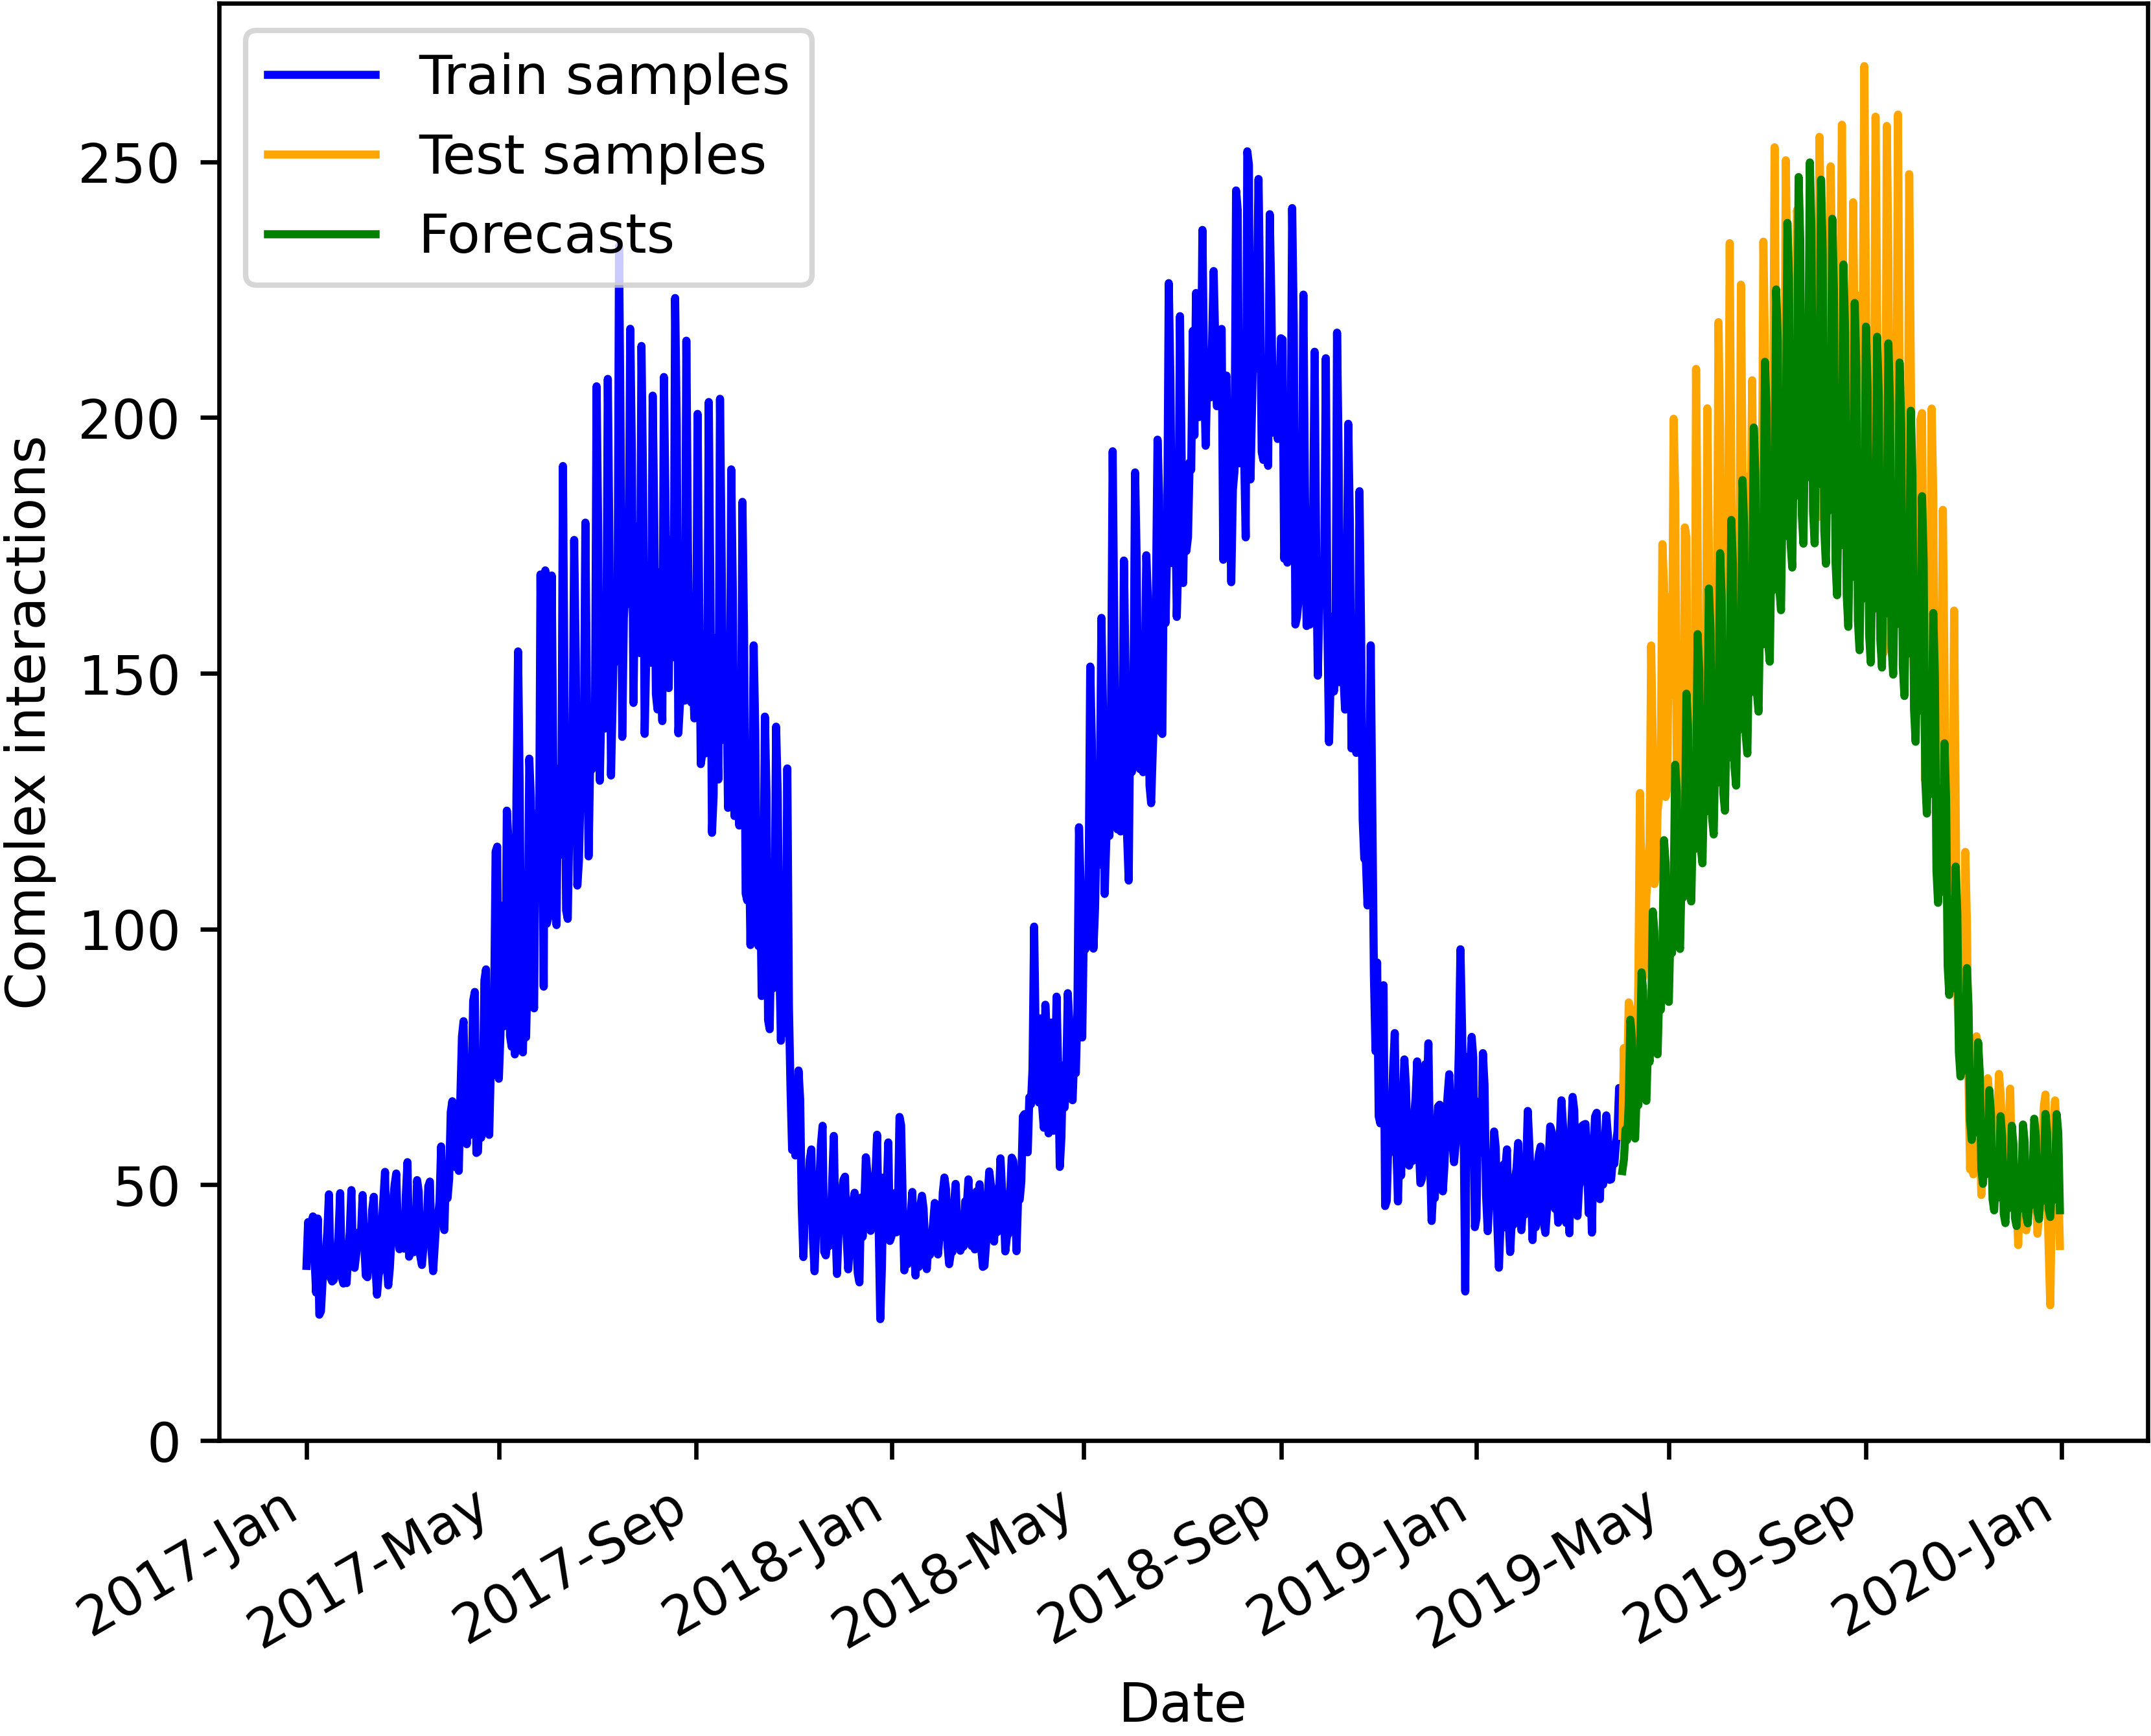 Train samples
Test samples
Forecasts
Complex interactions
250
200
150
100
50
0
2017-Jan
2017-May
2017-Sep
2018-Jan
2018-May
2018-Sep
2019-Jan
2019-May
2019-Sep
2020-Jan
Date